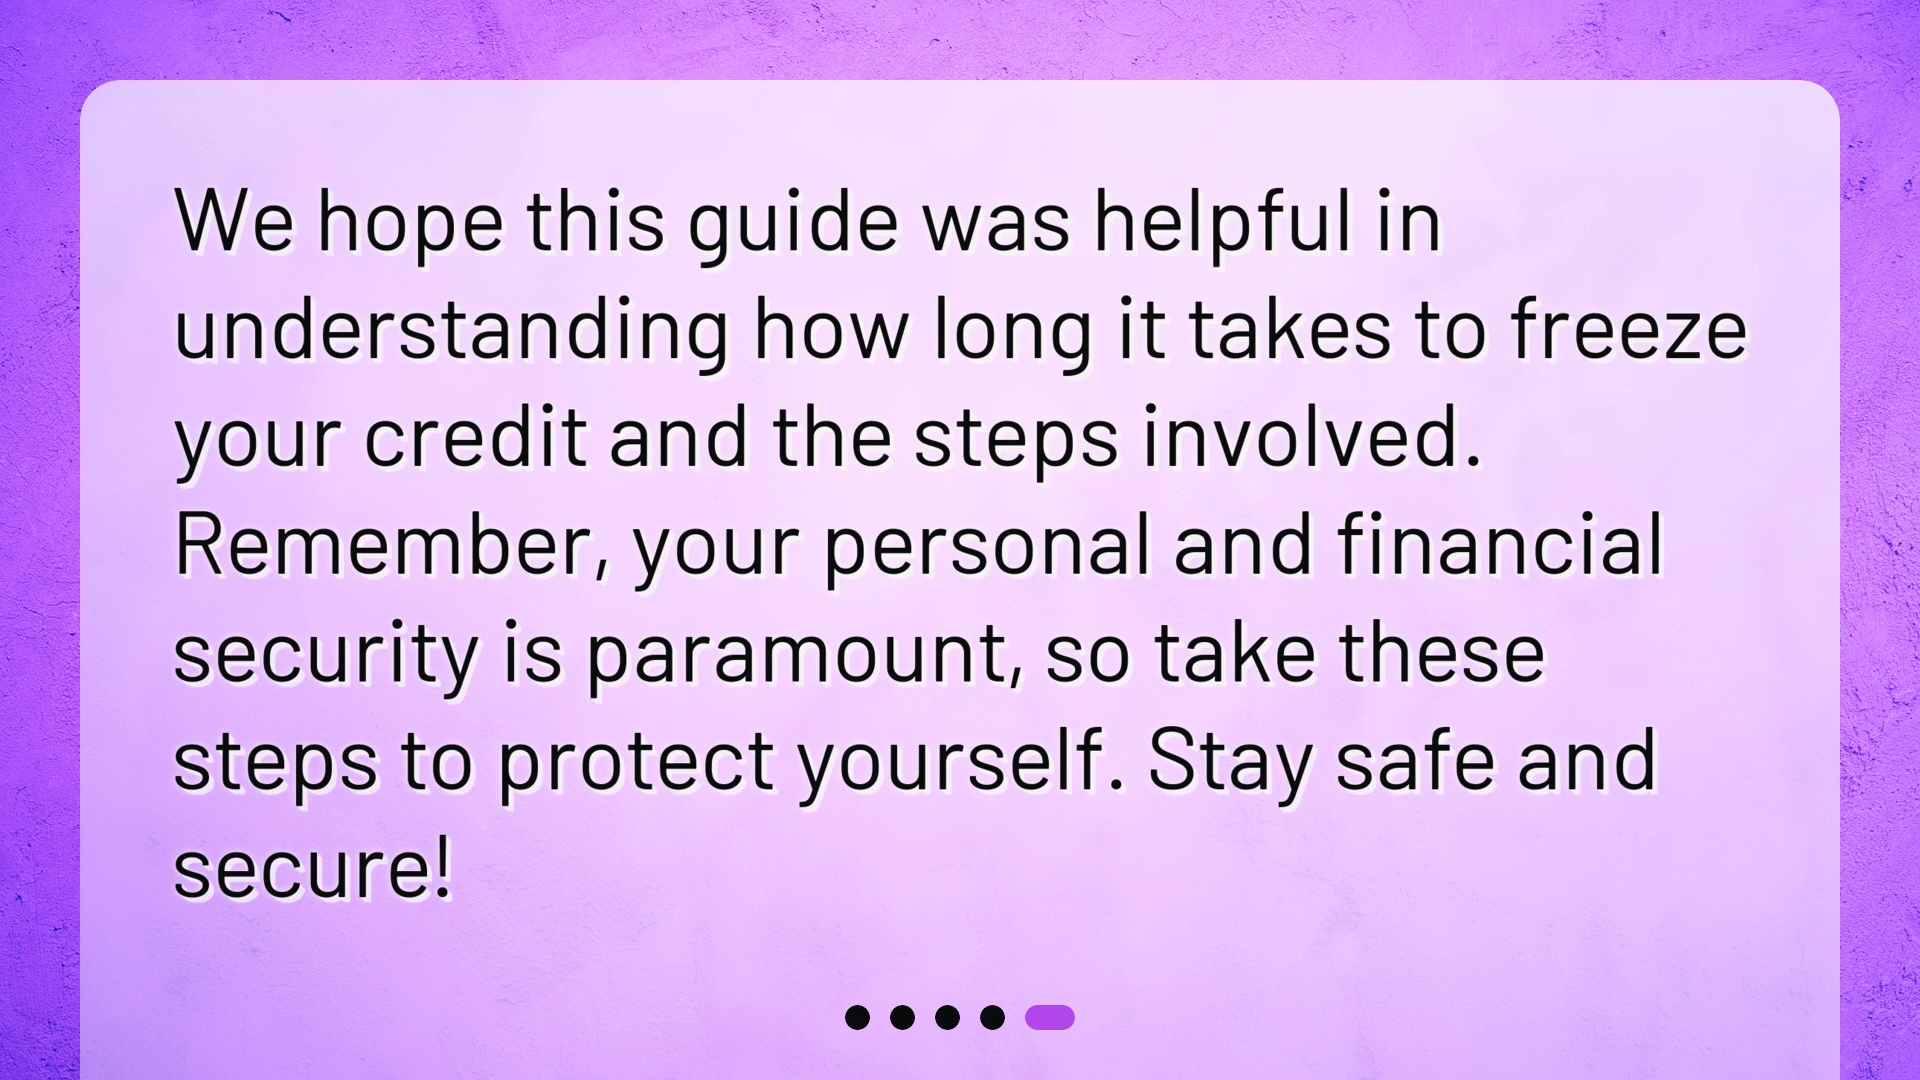 We hope this guide was helpful in
understanding how long it takes to freeze
your credit and the steps involved.
Remember, your personal and financial
security is paramount, so take these
steps to protect yourself. Stay safe and
secure!